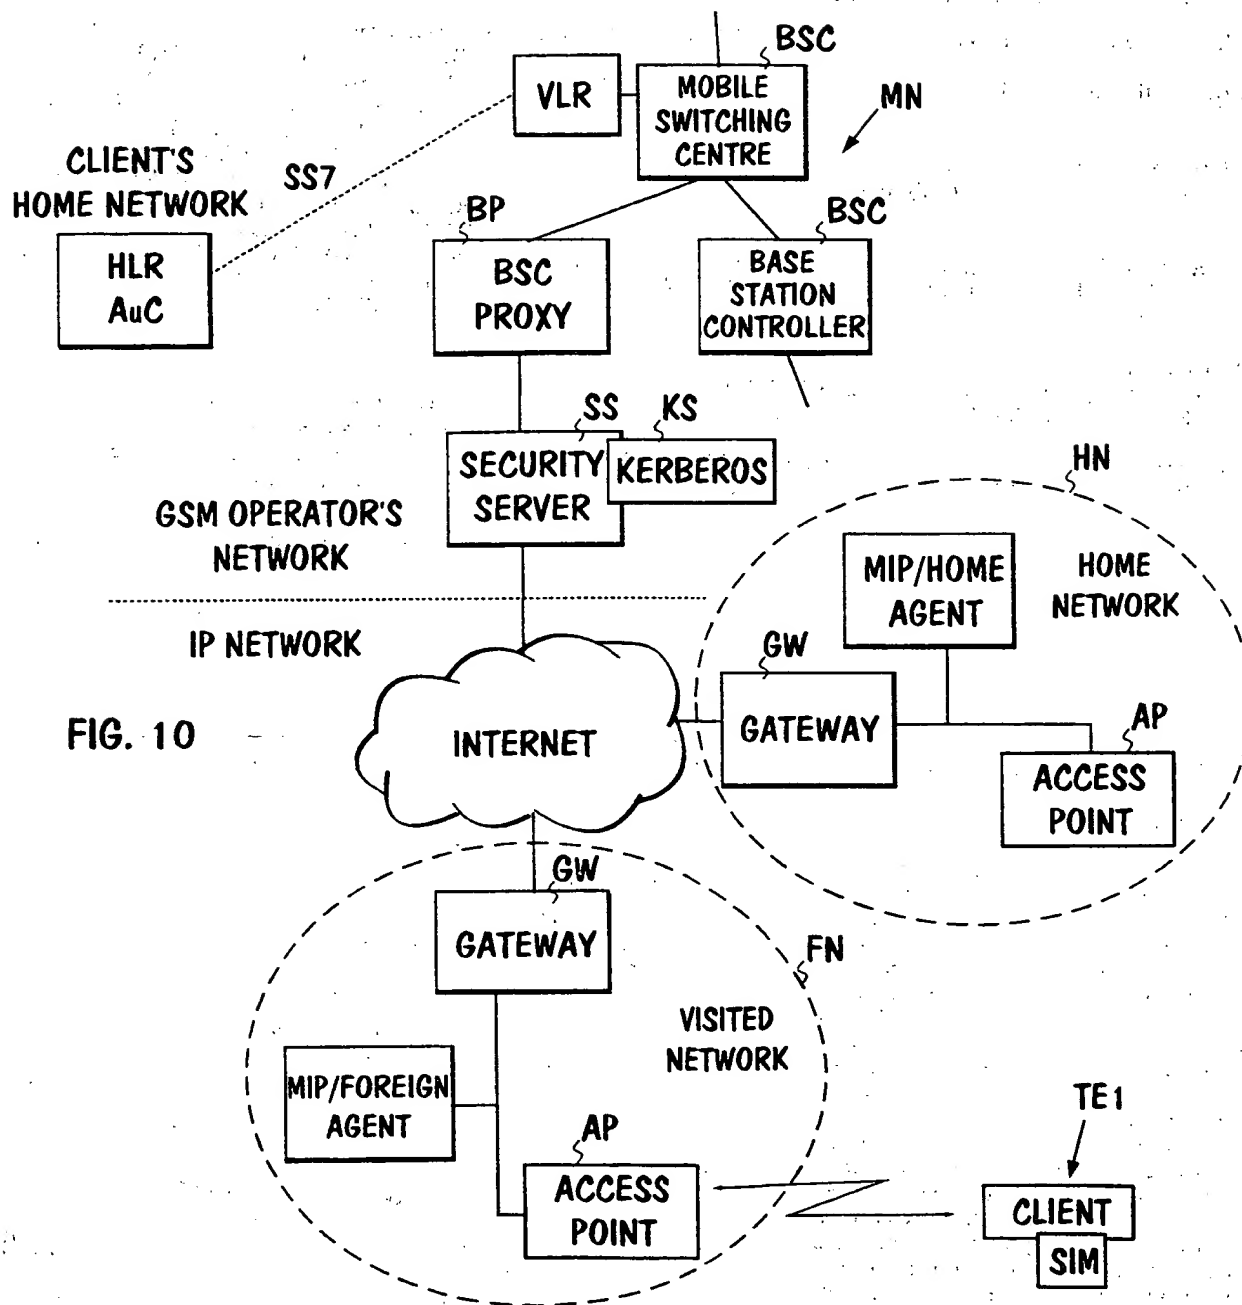 BSC
VLR
MOBILE
SWITCHING
CENTRE
MN
CLIENT'S
HOME NETWORK
SS7
HLR
AuC
BP
BSC
PROXY
BSC
BASE
STATION
CONTROLLER
SS
KS
SECURITY
SERVER
KERBEROS
GSM OPERATOR'S
NETWORK
IP NETWORK
HN
MIP/HOME
AGENT
HOME
NETWORK
GW
GATEWAY
AP
ACCESS
POINT
FIG. 10
INTERNET
GW
GATEWAY
FN
VISITED
NETWORK
MIP/FOREIGN
AGENT
AP
ACCESS
POINT
TE1
CLIENT
SIM